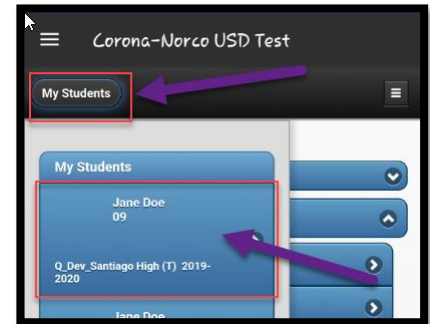 Corona-Norco USD Test
My Students
My Students
Jane Doe
09
Q_Dev_Santiago High (T) 2019-
2020
Jane Doe